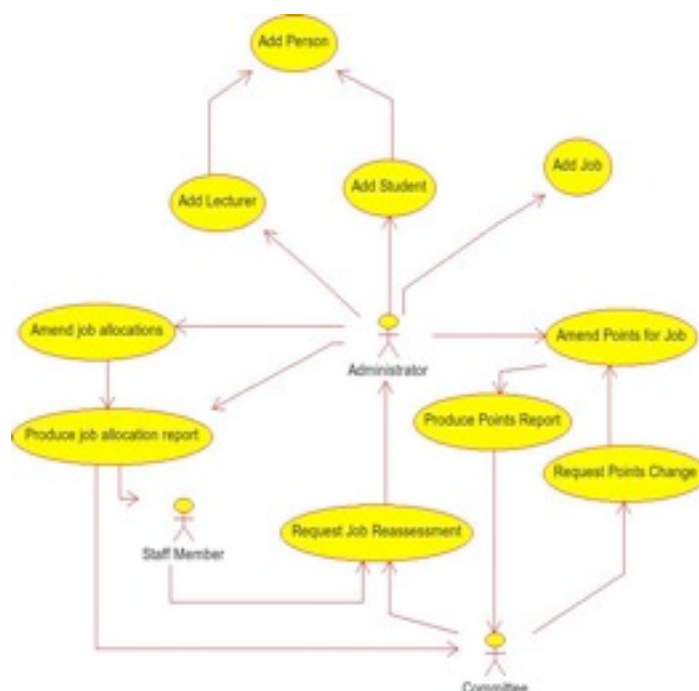 Add Person
Add Job
Add Lecturer
Add Student
Amend job allocations
Amend Points for Job
Administrator
Produce job allocation report
Produce Points Report
Request Points Change
Request Job Reassessment
Staff Member
Committee